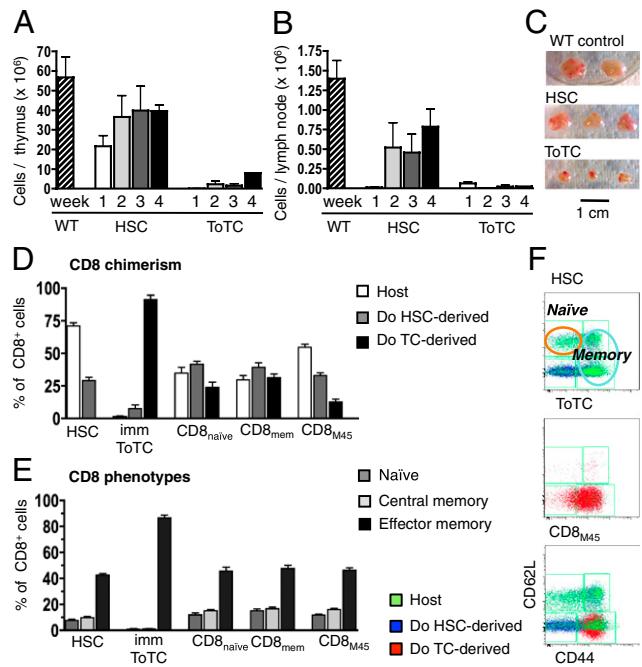 A
Cells / thymus (x 10⁶)
70
60
50
40
30
20
10
0
week 1 2 3 4 1 2 3 4
WT HSC ToTC
B
Cells / lymph node (x 10⁶)
1.75
1.50
1.25
1.00
0.75
0.50
0.25
0.00
week 1 2 3 4 1 2 3 4
WT HSC ToTC
C
WT control
HSC
ToTC
1 cm
D CD8 chimerism
% of CD8⁺ cells
100
75
50
25
0
Host
Do HSC-derived
Do TC-derived
HSC imm ToTC CD8naïve CD8mem CD8M45
E CD8 phenotypes
% of CD8⁺ cells
100
80
60
40
20
0
Naïve
Central memory
Effector memory
HSC imm ToTC CD8naïve CD8mem CD8M45
Host
Do HSC-derived
Do TC-derived
F
HSC
Naïve
Memory
ToTC
CD8M45
CD62L
CD44